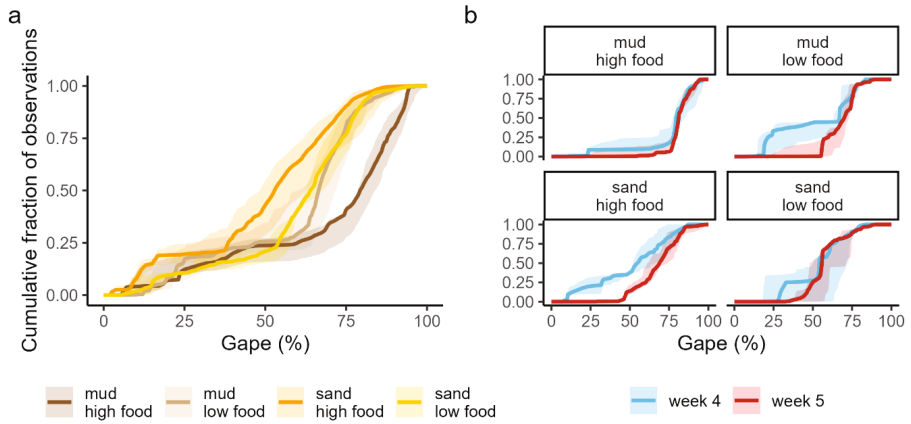 a
b
Cumulative fraction of observations
1.00
0.75
0.50
0.25
0.00
0 25 50 75 100
Gape (%)
mud
high food
mud
low food
sand
high food
sand
low food
mud
high food
mud
low food
1.00
0.75
0.50
0.25
0.00
sand
high food
sand
low food
1.00
0.75
0.50
0.25
0.00
0 25 50 75 100 0 25 50 75 100
Gape (%)
week 4 week 5